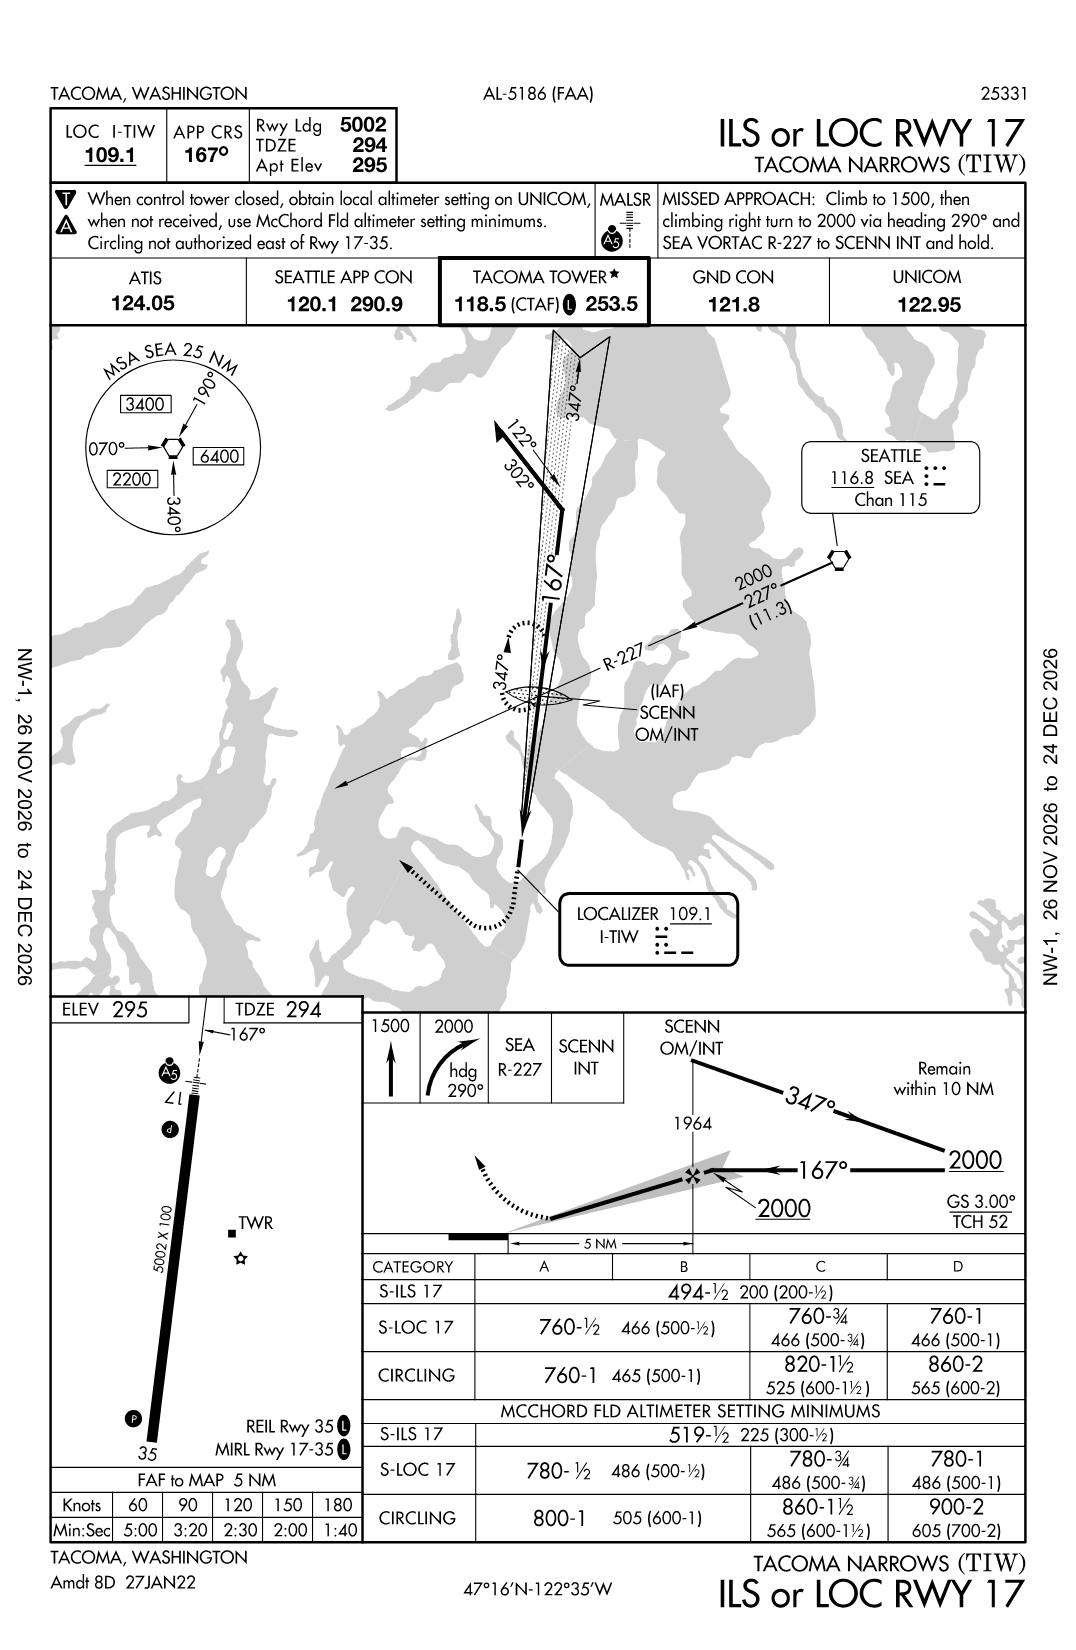 TACOMA, WASHINGTON
AL-5186 (FAA)
25331
LOC I-TIW
109.1
APP CRS
167°
Rwy Ldg 5002
TDZE 294
Apt Elev 295
ILS or LOC RWY 17
TACOMA NARROWS (TIW)
T
A
When control tower closed, obtain local altimeter setting on UNICOM,
when not received, use McChord Fld altimeter setting minimums.
Circling not authorized east of Rwy 17-35.
MALSR
A5
MISSED APPROACH: Climb to 1500, then
climbing right turn to 2000 via heading 290° and
SEA VORTAC R-227 to SCENN INT and hold.
ATIS
124.05
SEATTLE APP CON
120.1 290.9
TACOMA TOWER★
118.5 (CTAF) L 253.5
GND CON
121.8
UNICOM
122.95
MSA SEA 25 NM
190°
3400
070°
6400
2200
340°
347°
122°
302°
167°
SEATTLE
116.8 SEA
Chan 115
2000
227°
(11.3)
R-227
347°
(IAF)
SCENN
OM/INT
LOCALIZER 109.1
I-TIW
NW-1, 26 NOV 2026 to 24 DEC 2026
NW-1, 26 NOV 2026 to 24 DEC 2026
ELEV 295
TDZE 294
167°
A5
17
P
5002 X 100
TWR
P
35
REIL Rwy 35 L
MIRL Rwy 17-35 L
FAF to MAP 5 NM
Knots 60 90 120 150 180
Min:Sec 5:00 3:20 2:30 2:00 1:40
1500
2000
hdg
290°
SEA
R-227
SCENN
INT
SCENN
OM/INT
Remain
within 10 NM
347°
1964
167°
2000
2000
GS 3.00°
TCH 52
5 NM
CATEGORY A B C D
S-ILS 17 494-½ 200 (200-½)
S-LOC 17 760-½ 466 (500-½)
760-¾
466 (500-¾)
760-1
466 (500-1)
CIRCLING 760-1 465 (500-1)
820-1½
525 (600-1½)
860-2
565 (600-2)
MCCHORD FLD ALTIMETER SETTING MINIMUMS
S-ILS 17 519-½ 225 (300-½)
S-LOC 17 780-½ 486 (500-½)
780-¾
486 (500-¾)
780-1
486 (500-1)
CIRCLING 800-1 505 (600-1)
860-1½
565 (600-1½)
900-2
605 (700-2)
TACOMA, WASHINGTON
Amdt 8D 27JAN22
47°16'N-122°35'W
TACOMA NARROWS (TIW)
ILS or LOC RWY 17